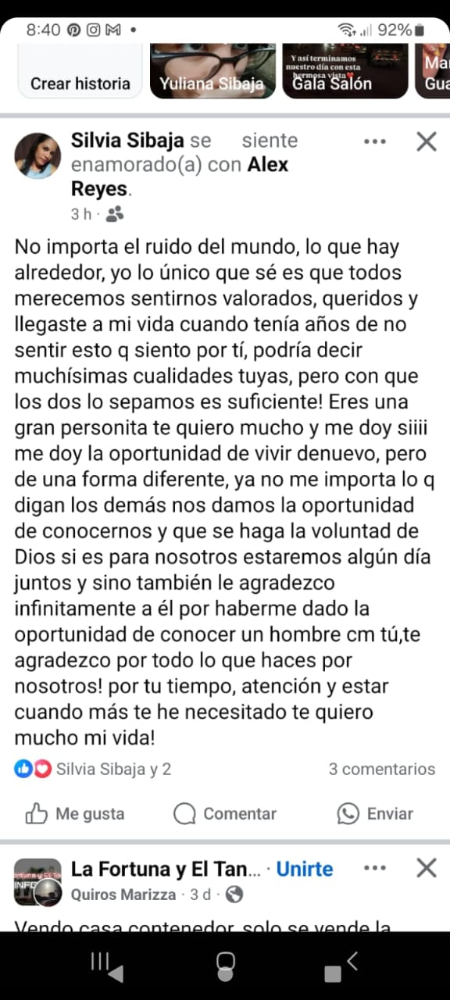 8:40
92%
Crear historia
Yuliana Sibaja
Y así terminamos
nuestro día con esta
hermosa vista
Gala Salón
Ma
Gua
Silvia Sibaja se siente
enamorado(a) con Alex
Reyes.
3 h ·
No importa el ruido del mundo, lo que hay
alrededor, yo lo único que sé es que todos
merecemos sentirnos valorados, queridos y
llegaste a mi vida cuando tenía años de no
sentir esto q siento por tí, podría decir
muchísimas cualidades tuyas, pero con que
los dos lo sepamos es suficiente! Eres una
gran personita te quiero mucho y me doy siiii
me doy la oportunidad de vivir denuevo, pero
de una forma diferente, ya no me importa lo q
digan los demás nos damos la oportunidad
de conocernos y que se haga la voluntad de
Dios si es para nosotros estaremos algún día
juntos y sino también le agradezco
infinitamente a él por haberme dado la
oportunidad de conocer un hombre cm tú,te
agradezco por todo lo que haces por
nosotros! por tu tiempo, atención y estar
cuando más te he necesitado te quiero
mucho mi vida!
Silvia Sibaja y 2 3 comentarios
Me gusta Comentar Enviar
La Fortuna y El Tan... · Unirte
INFO
Quiros Marizza · 3 d ·
Vendo casa contenedor, solo se vende la